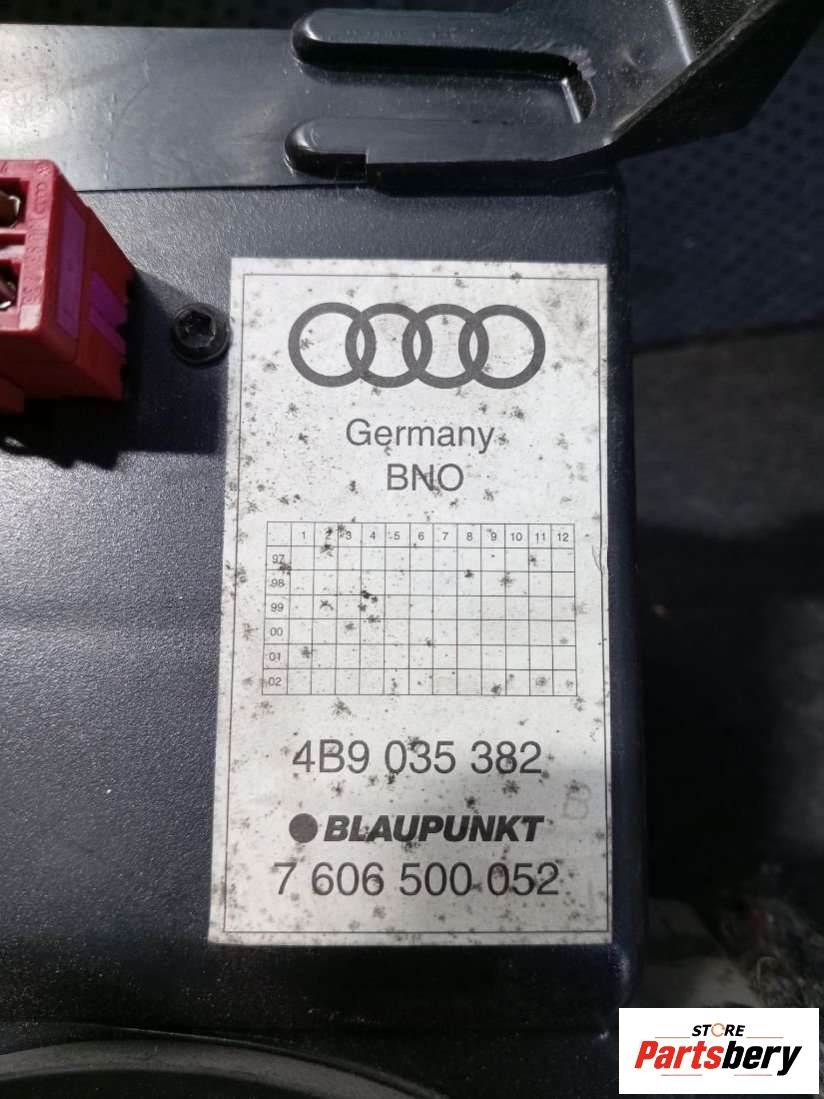 Germany
BNO
1 2 3 4 5 6 7 8 9 10 11 12
97
98
99
00
01
02
4B9 035 382
B
BLAUPUNKT
7 606 500 052
STORE
Partsbery